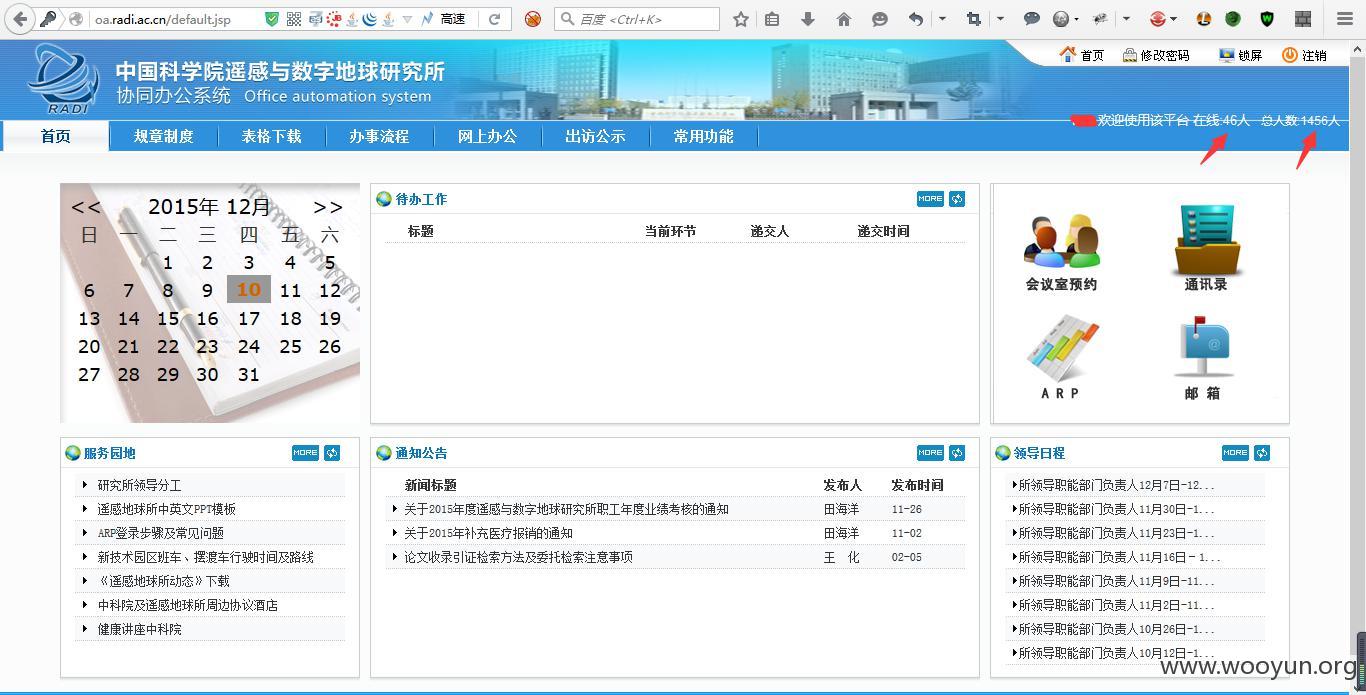 oa.radi.ac.cn/default.jsp 高速 百度 <Ctrl+K>
首页 修改密码 锁屏 注销
中国科学院遥感与数字地球研究所
协同办公系统 Office automation system
RADI
欢迎使用该平台 在线:46人 总人数:1456人
首页 规章制度 表格下载 办事流程 网上办公 出访公示 常用功能
<< 2015年 12月 >>
日 一 二 三 四 五 六
1 2 3 4 5
6 7 8 9 10 11 12
13 14 15 16 17 18 19
20 21 22 23 24 25 26
27 28 29 30 31
待办工作 MORE
标题 当前环节 递交人 递交时间
会议室预约 通讯录
ARP 邮 箱
服务园地 MORE
研究所领导分工
遥感地球所中英文PPT模板
ARP登录步骤及常见问题
新技术园区班车、摆渡车行驶时间及路线
《遥感地球所动态》下载
中科院及遥感地球所周边协议酒店
健康讲座中科院
通知公告 MORE
新闻标题 发布人 发布时间
关于2015年度遥感与数字地球研究所职工年度业绩考核的通知 田海洋 11-26
关于2015年补充医疗报销的通知 田海洋 11-02
论文收录引证检索方法及委托检索注意事项 王 化 02-05
领导日程 MORE
所领导职能部门负责人12月7日-12...
所领导职能部门负责人11月30日-1...
所领导职能部门负责人11月23日-1...
所领导职能部门负责人11月16日－1...
所领导职能部门负责人11月9日-11...
所领导职能部门负责人11月2日-11...
所领导职能部门负责人10月26日-1...
所领导职能部门负责人10月12日-1...
www.wooyun.org